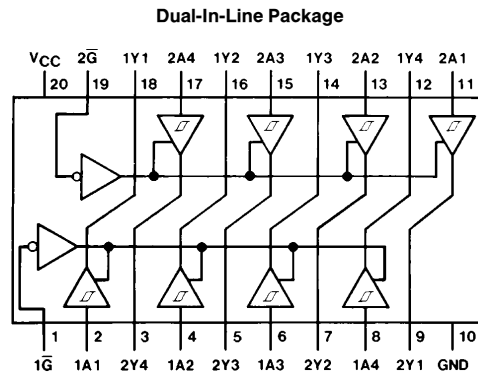 Dual-In-Line Package
VCC 2G̅ 1Y1 2A4 1Y2 2A3 1Y3 2A2 1Y4 2A1
20 19 18 17 16 15 14 13 12 11
1 2 3 4 5 6 7 8 9 10
1G̅ 1A1 2Y4 1A2 2Y3 1A3 2Y2 1A4 2Y1 GND